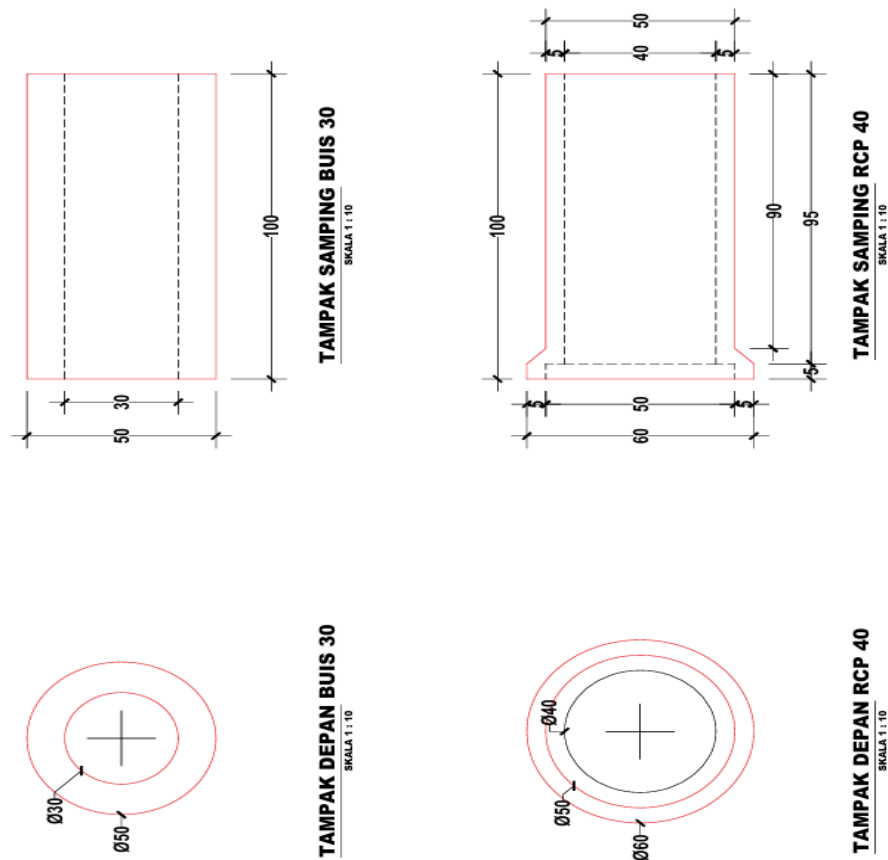 50
5
40
5
100
TAMPAK SAMPING BUIS 30
SKALA 1 : 10
100
90
95
5
TAMPAK SAMPING RCP 40
SKALA 1 : 10
30
50
5
50
5
60
Ø30
Ø50
TAMPAK DEPAN BUIS 30
SKALA 1 : 10
Ø40
Ø50
Ø60
TAMPAK DEPAN RCP 40
SKALA 1 : 10